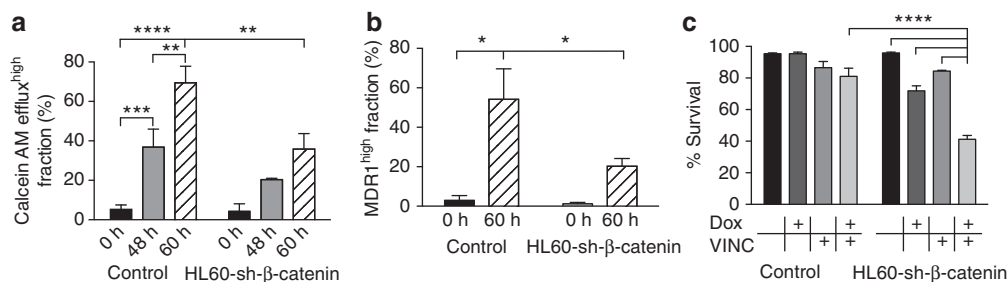 a
Calcein AM efflux^high
fraction (%)
80
60
40
20
0
****
**
***
**
0 h
48 h
60 h
0 h
48 h
60 h
Control
HL60-sh-β-catenin
b
MDR1^high fraction (%)
80
60
40
20
0
*
*
0 h
60 h
0 h
60 h
Control
HL60-sh-β-catenin
c
% Survival
100
80
60
40
20
0
****
Dox + + + +
VINC + + + +
Control
HL60-sh-β-catenin